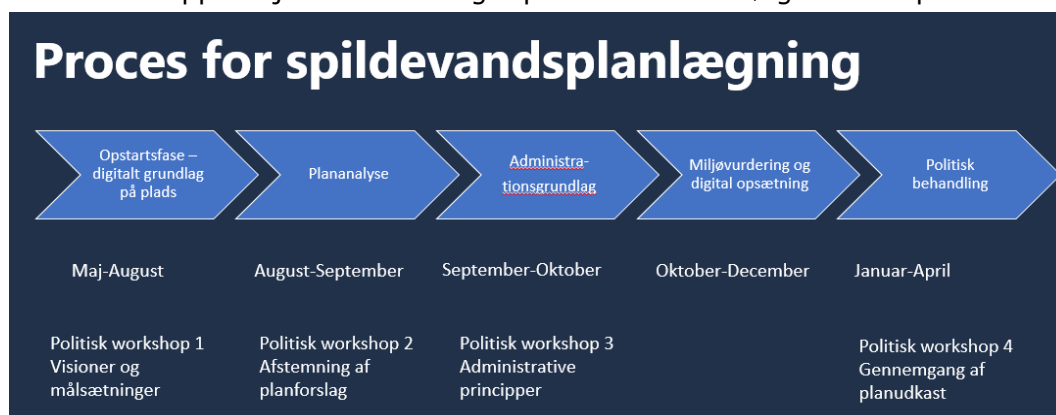 Proces for spildevandsplanlægning
Opstartsfase –
digitalt grundlag
på plads
Plananalyse
Administra-
tionsgrundlag
Miljøvurdering og
digital opsætning
Politisk
behandling
Maj-August
August-September
September-Oktober
Oktober-December
Januar-April
Politisk workshop 1
Visioner og
målsætninger
Politisk workshop 2
Afstemning af
planforslag
Politisk workshop 3
Administrative
principper
Politisk workshop 4
Gennemgang af
planudkast